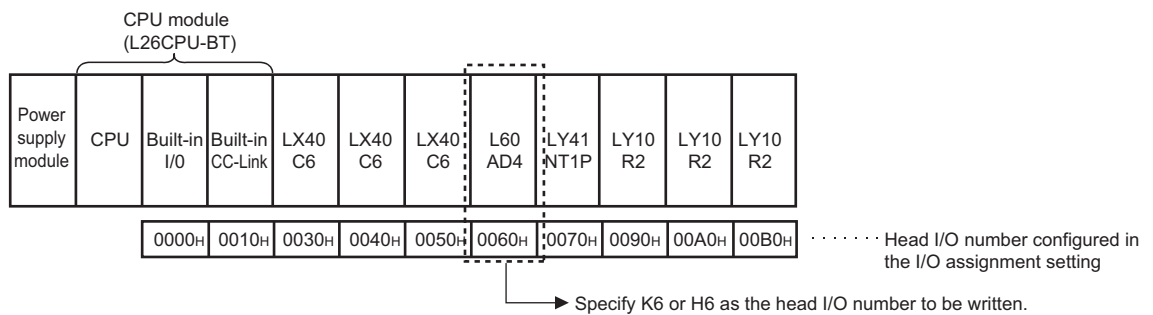 CPU module
(L26CPU-BT)
Power
supply
module
CPU
Built-in
I/0
Built-in
CC-Link
LX40
C6
LX40
C6
LX40
C6
L60
AD4
LY41
NT1P
LY10
R2
LY10
R2
LY10
R2
0000H
0010H
0030H
0040H
0050H
0060H
0070H
0090H
00A0H
00B0H
Head I/O number configured in
the I/O assignment setting
Specify K6 or H6 as the head I/O number to be written.